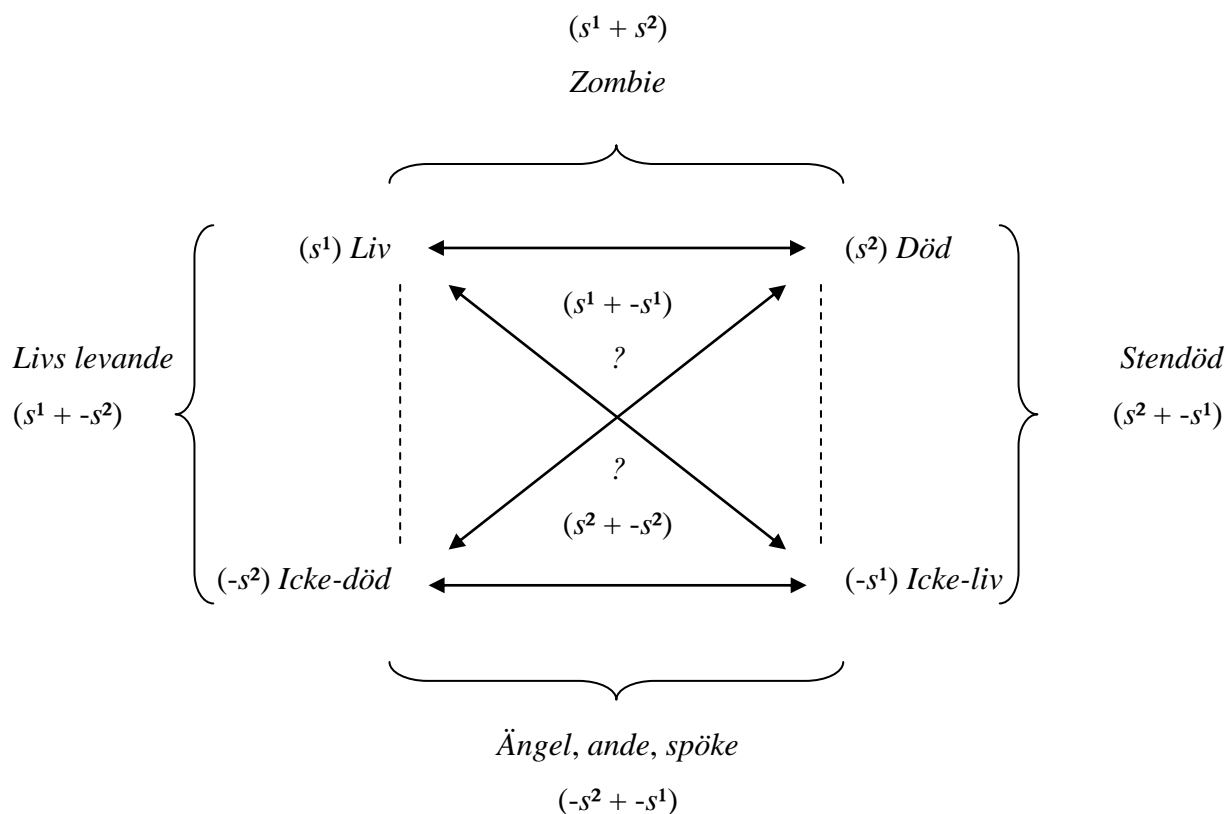 (s¹ + s²)
Zombie
(s¹) Liv
(s²) Död
(s¹ + -s¹)
?
Livs levande
(s¹ + -s²)
Stendöd
(s² + -s¹)
?
(s² + -s²)
(-s²) Icke-död
(-s¹) Icke-liv
Ängel, ande, spöke
(-s² + -s¹)